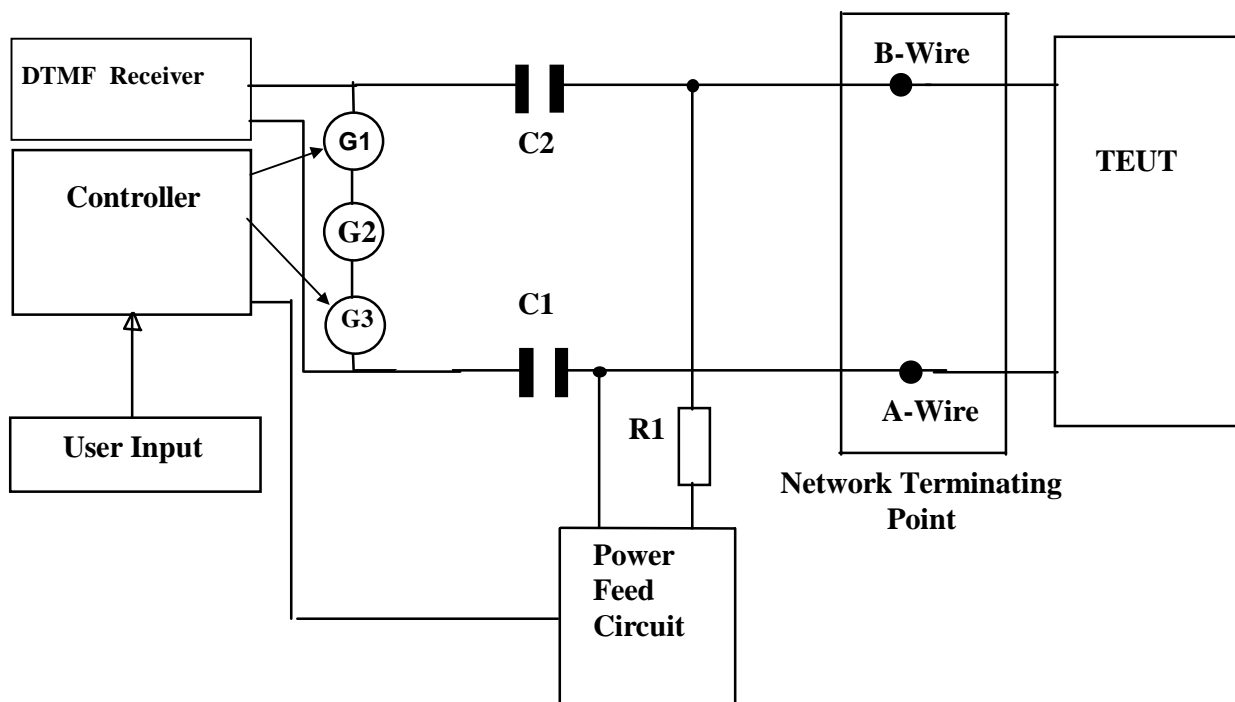 DTMF Receiver
Controller
User Input
G1
G2
G3
C2
C1
R1
Power
Feed
Circuit
B-Wire
A-Wire
Network Terminating
Point
TEUT